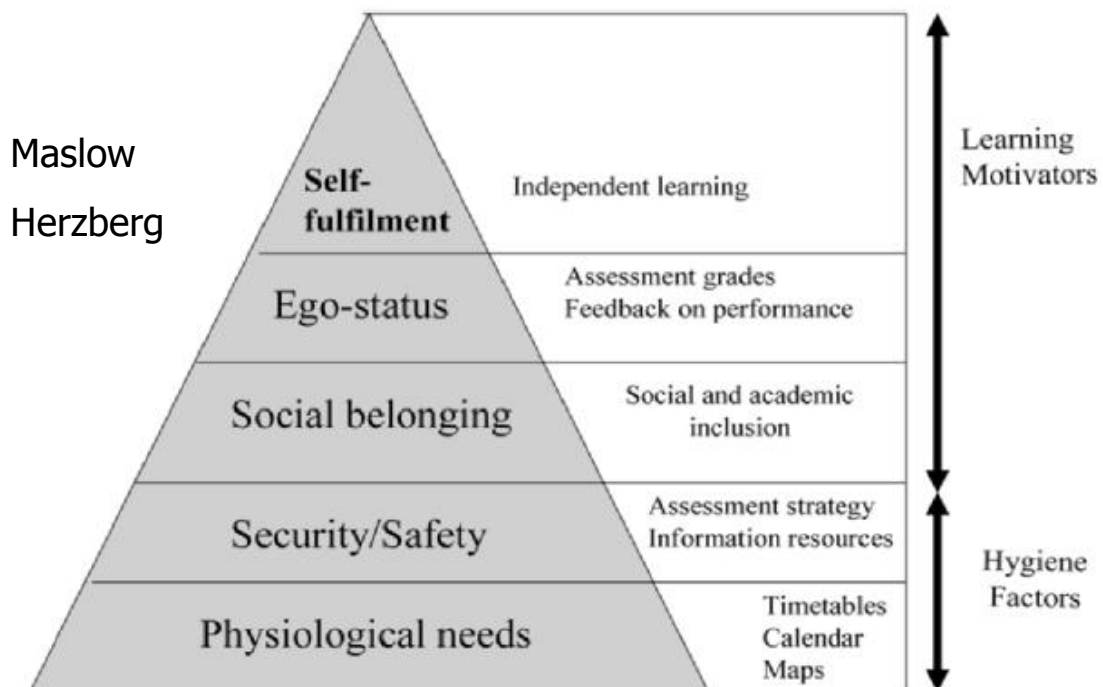 Maslow
Herzberg
Self-
fulfilment
Independent learning
Ego-status
Assessment grades
Feedback on performance
Social belonging
Social and academic
inclusion
Security/Safety
Assessment strategy
Information resources
Physiological needs
Timetables
Calendar
Maps
Learning
Motivators
Hygiene
Factors